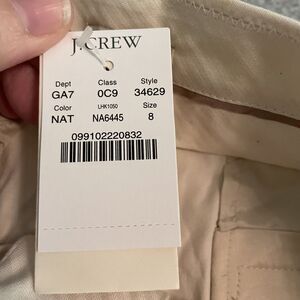 J.CREW
Dept Class Style
GA7 0C9 34629
Color LHK1050 Size
NAT NA6445 8
099102220832